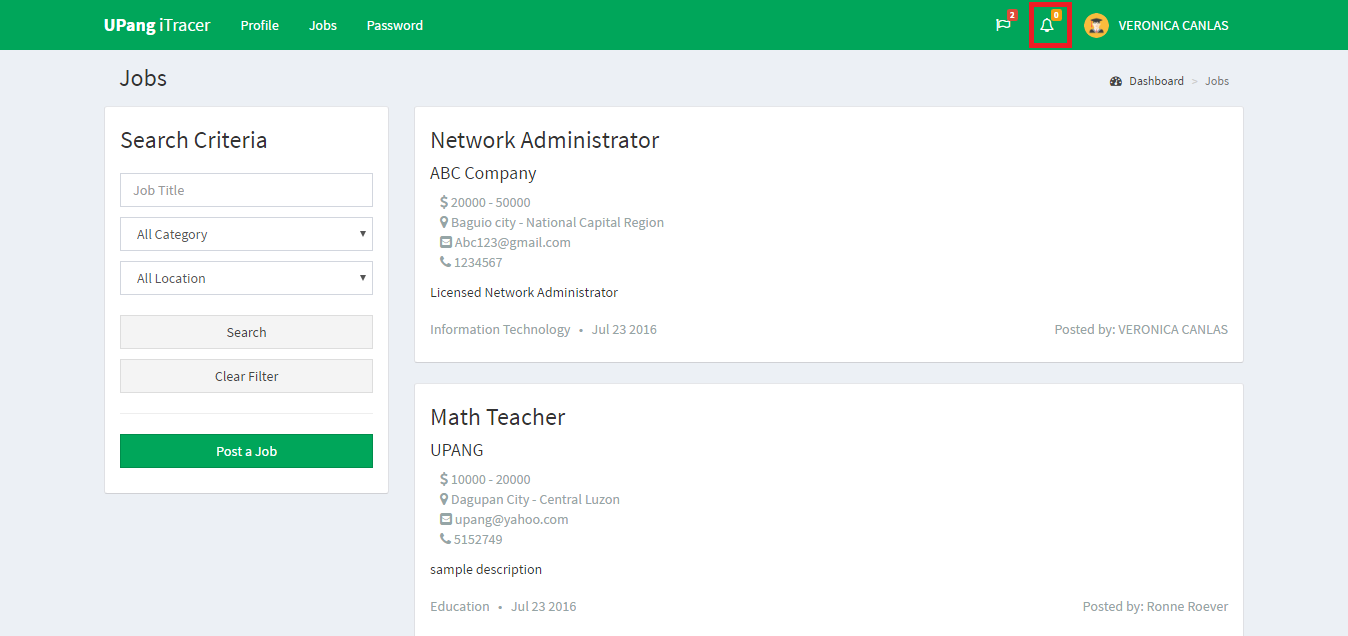 UPang iTracer Profile Jobs Password 2 0 VERONICA CANLAS
Jobs Dashboard > Jobs
Search Criteria
Job Title
All Category
All Location
Search
Clear Filter
Post a Job
Network Administrator
ABC Company
$ 20000 - 50000
Baguio city - National Capital Region
Abc123@gmail.com
1234567
Licensed Network Administrator
Information Technology • Jul 23 2016 Posted by: VERONICA CANLAS
Math Teacher
UPANG
$ 10000 - 20000
Dagupan City - Central Luzon
upang@yahoo.com
5152749
sample description
Education • Jul 23 2016 Posted by: Ronne Roever